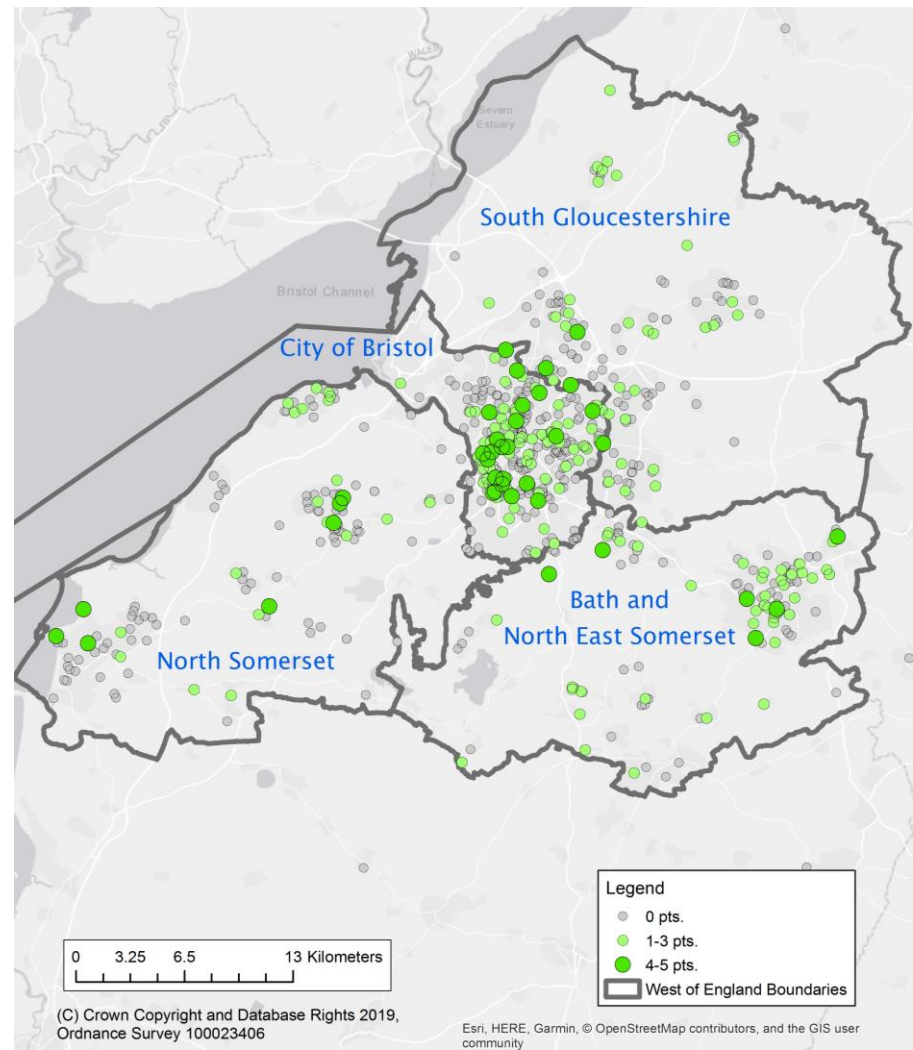 WALES
Severn
Estuary
South Gloucestershire
Bristol Channel
City of Bristol
Bath and
North East Somerset
North Somerset
Legend
0 pts.
1-3 pts.
4-5 pts.
West of England Boundaries
0 3.25 6.5 13 Kilometers
(C) Crown Copyright and Database Rights 2019,
Ordnance Survey 100023406
Esri, HERE, Garmin, © OpenStreetMap contributors, and the GIS user
community